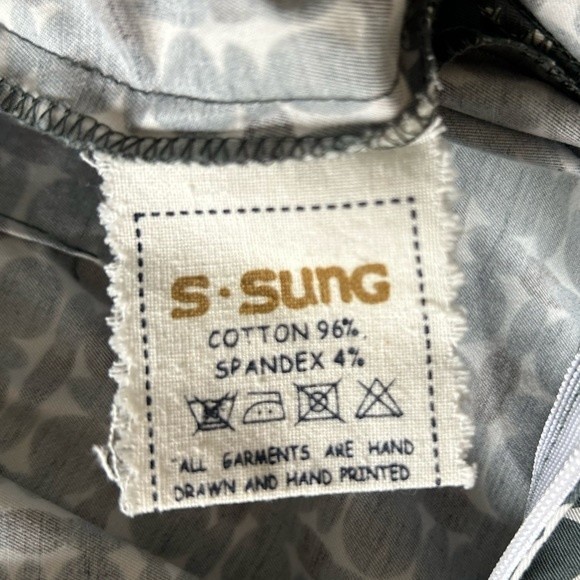 S·SUNG
COTTON 96%.
SPANDEX 4%
"ALL GARMENTS ARE HAND
DRAWN AND HAND PRINTED